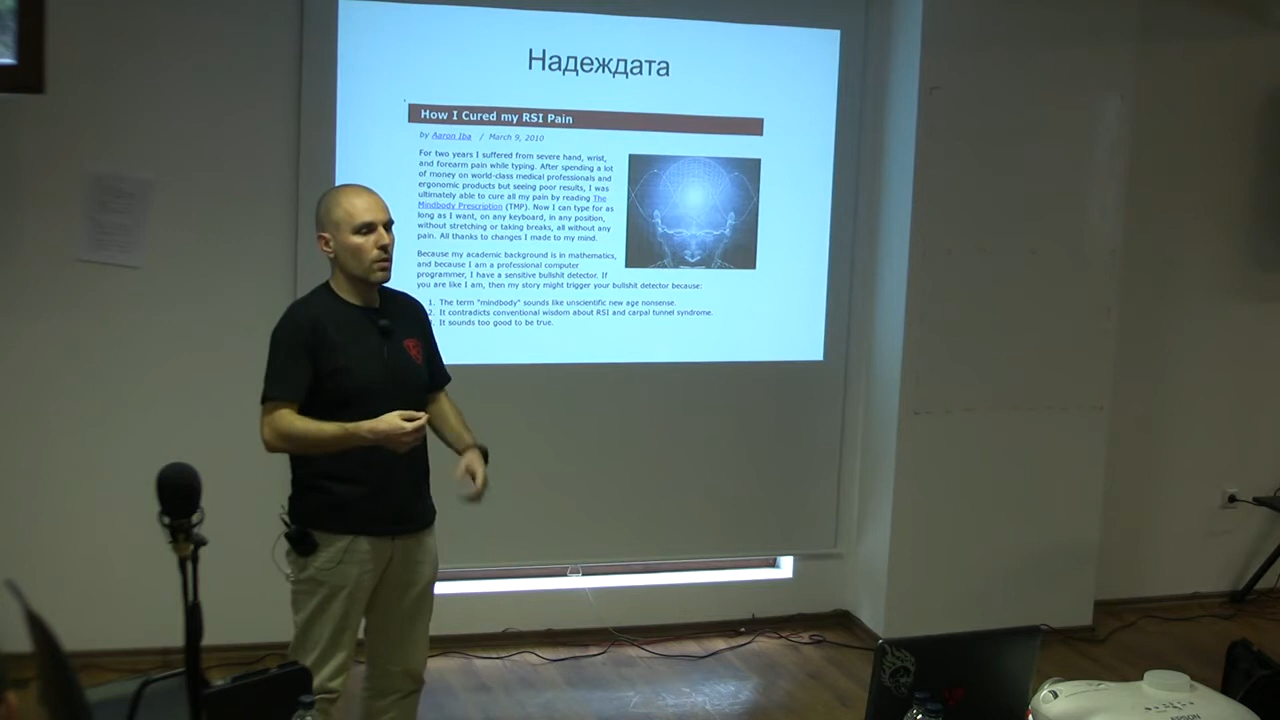 Надеждата
How I Cured my RSI Pain
by Aaron Iba / March 9, 2010
For two years I suffered from severe hand, wrist,
and forearm pain while typing. After spending a lot
of money on world-class medical professionals and
ergonomic products but seeing poor results, I was
ultimately able to cure all my pain by reading The
Mindbody Prescription (TMP). Now I can type for as
long as I want, on any keyboard, in any position,
without stretching or taking breaks, all without any
pain. All thanks to changes I made to my mind.
Because my academic background is in mathematics,
and because I am a professional computer
programmer, I have a sensitive bullshit detector. If
you are like I am, then my story might trigger your bullshit detector because:
1. The term "mindbody" sounds like unscientific new age nonsense.
2. It contradicts conventional wisdom about RSI and carpal tunnel syndrome.
It sounds too good to be true.